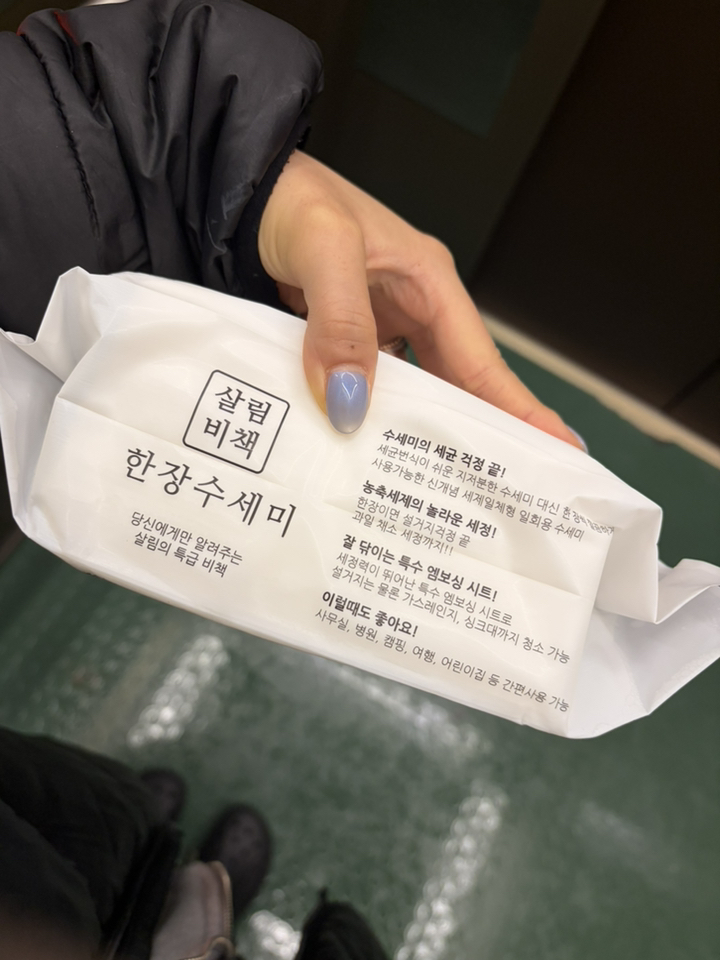 살림
비책
한장수세미
당신에게만 알려주는
살림의 특급 비책
수세미의 세균 걱정 끝!
세균번식이 쉬운 지저분한 수세미 대신
사용가능한 신개념 세제일체형 일회용 수세미
농축세제의 놀라운 세정!
한장이면 설거지걱정 끝
과일 채소 세정까지!!
잘 닦이는 특수 엠보싱 시트!
세정력이 뛰어난 특수 엠보싱 시트로
설거지는 물론 가스레인지, 싱크대까지 청소 가능
이럴때도 좋아요!
사무실, 병원, 캠핑, 여행, 어린이집 등 간편사용 가능